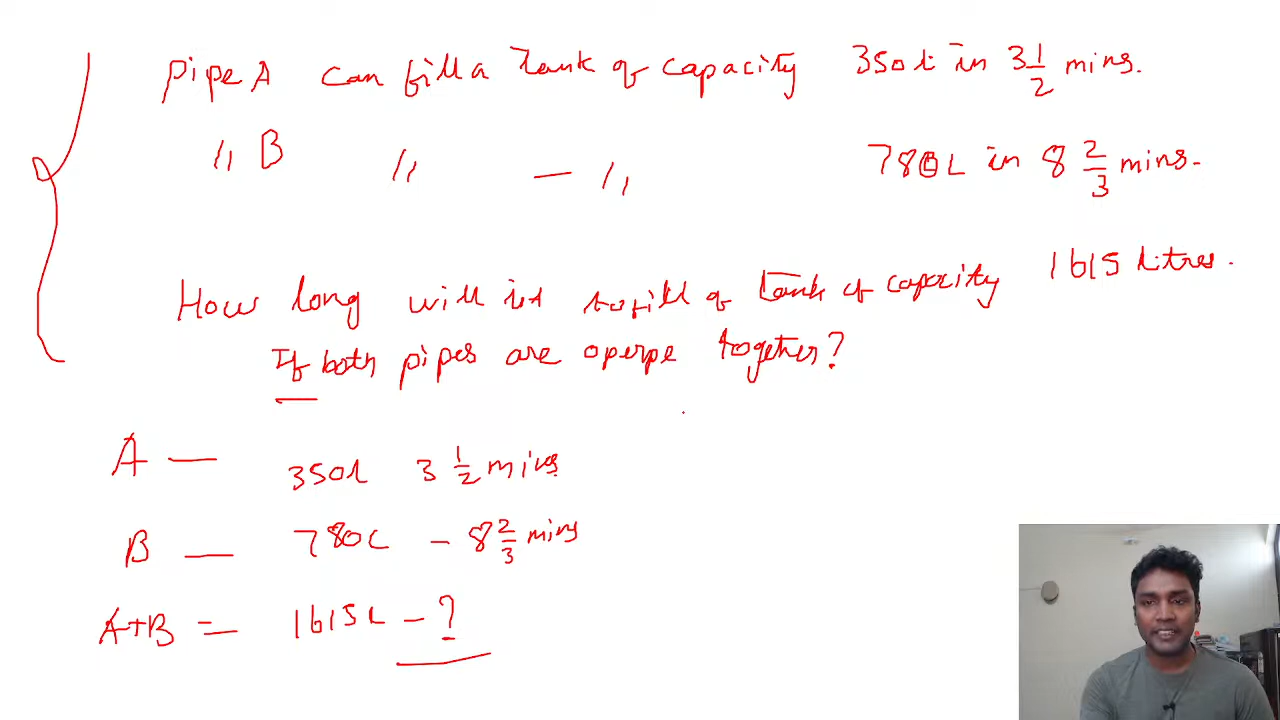 pipe A can fill a tank of capacity 350l in 3 1/2 mins.
,, B ,, — ,, 780L in 8 2/3 mins.
How long will it to fill of tank of capacity 1615 litres.
If both pipes are operpe together?
A — 350l 3 1/2 mins
B — 780L - 8 2/3 mins
A+B = 1615L - ?